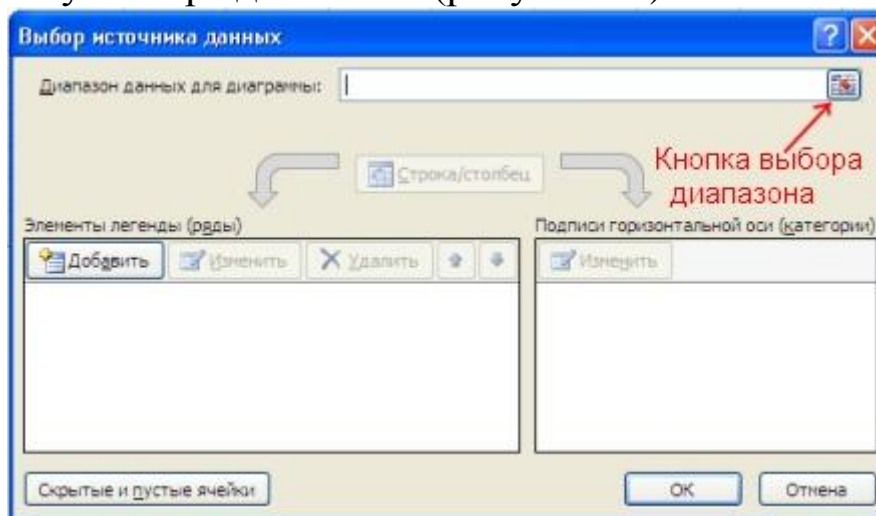 Выбор источника данных
Диапазон данных для диаграммы:
Кнопка выбора
диапазона
Строка/столбец
Элементы легенды (ряды)
Подписи горизонтальной оси (категории)
Добавить Изменить Удалить
Изменить
Скрытые и пустые ячейки
ОК Отмена